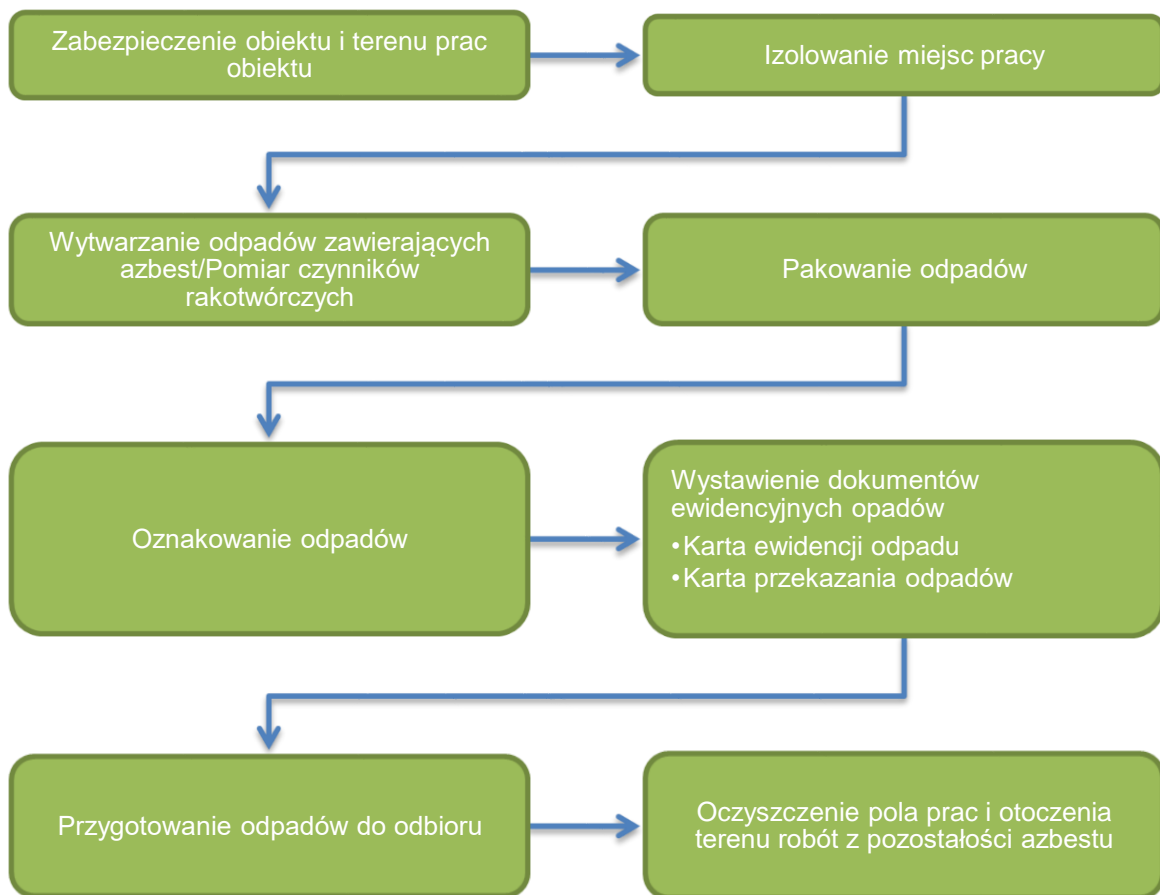 Zabezpieczenie obiektu i terenu prac
obiektu
Izolowanie miejsc pracy
Wytwarzanie odpadów zawierających
azbest/Pomiar czynników
rakotwórczych
Pakowanie odpadów
Oznakowanie odpadów
Wystawienie dokumentów
ewidencyjnych opadów
•Karta ewidencji odpadu
•Karta przekazania odpadów
Przygotowanie odpadów do odbioru
Oczyszczenie pola prac i otoczenia
terenu robót z pozostałości azbestu